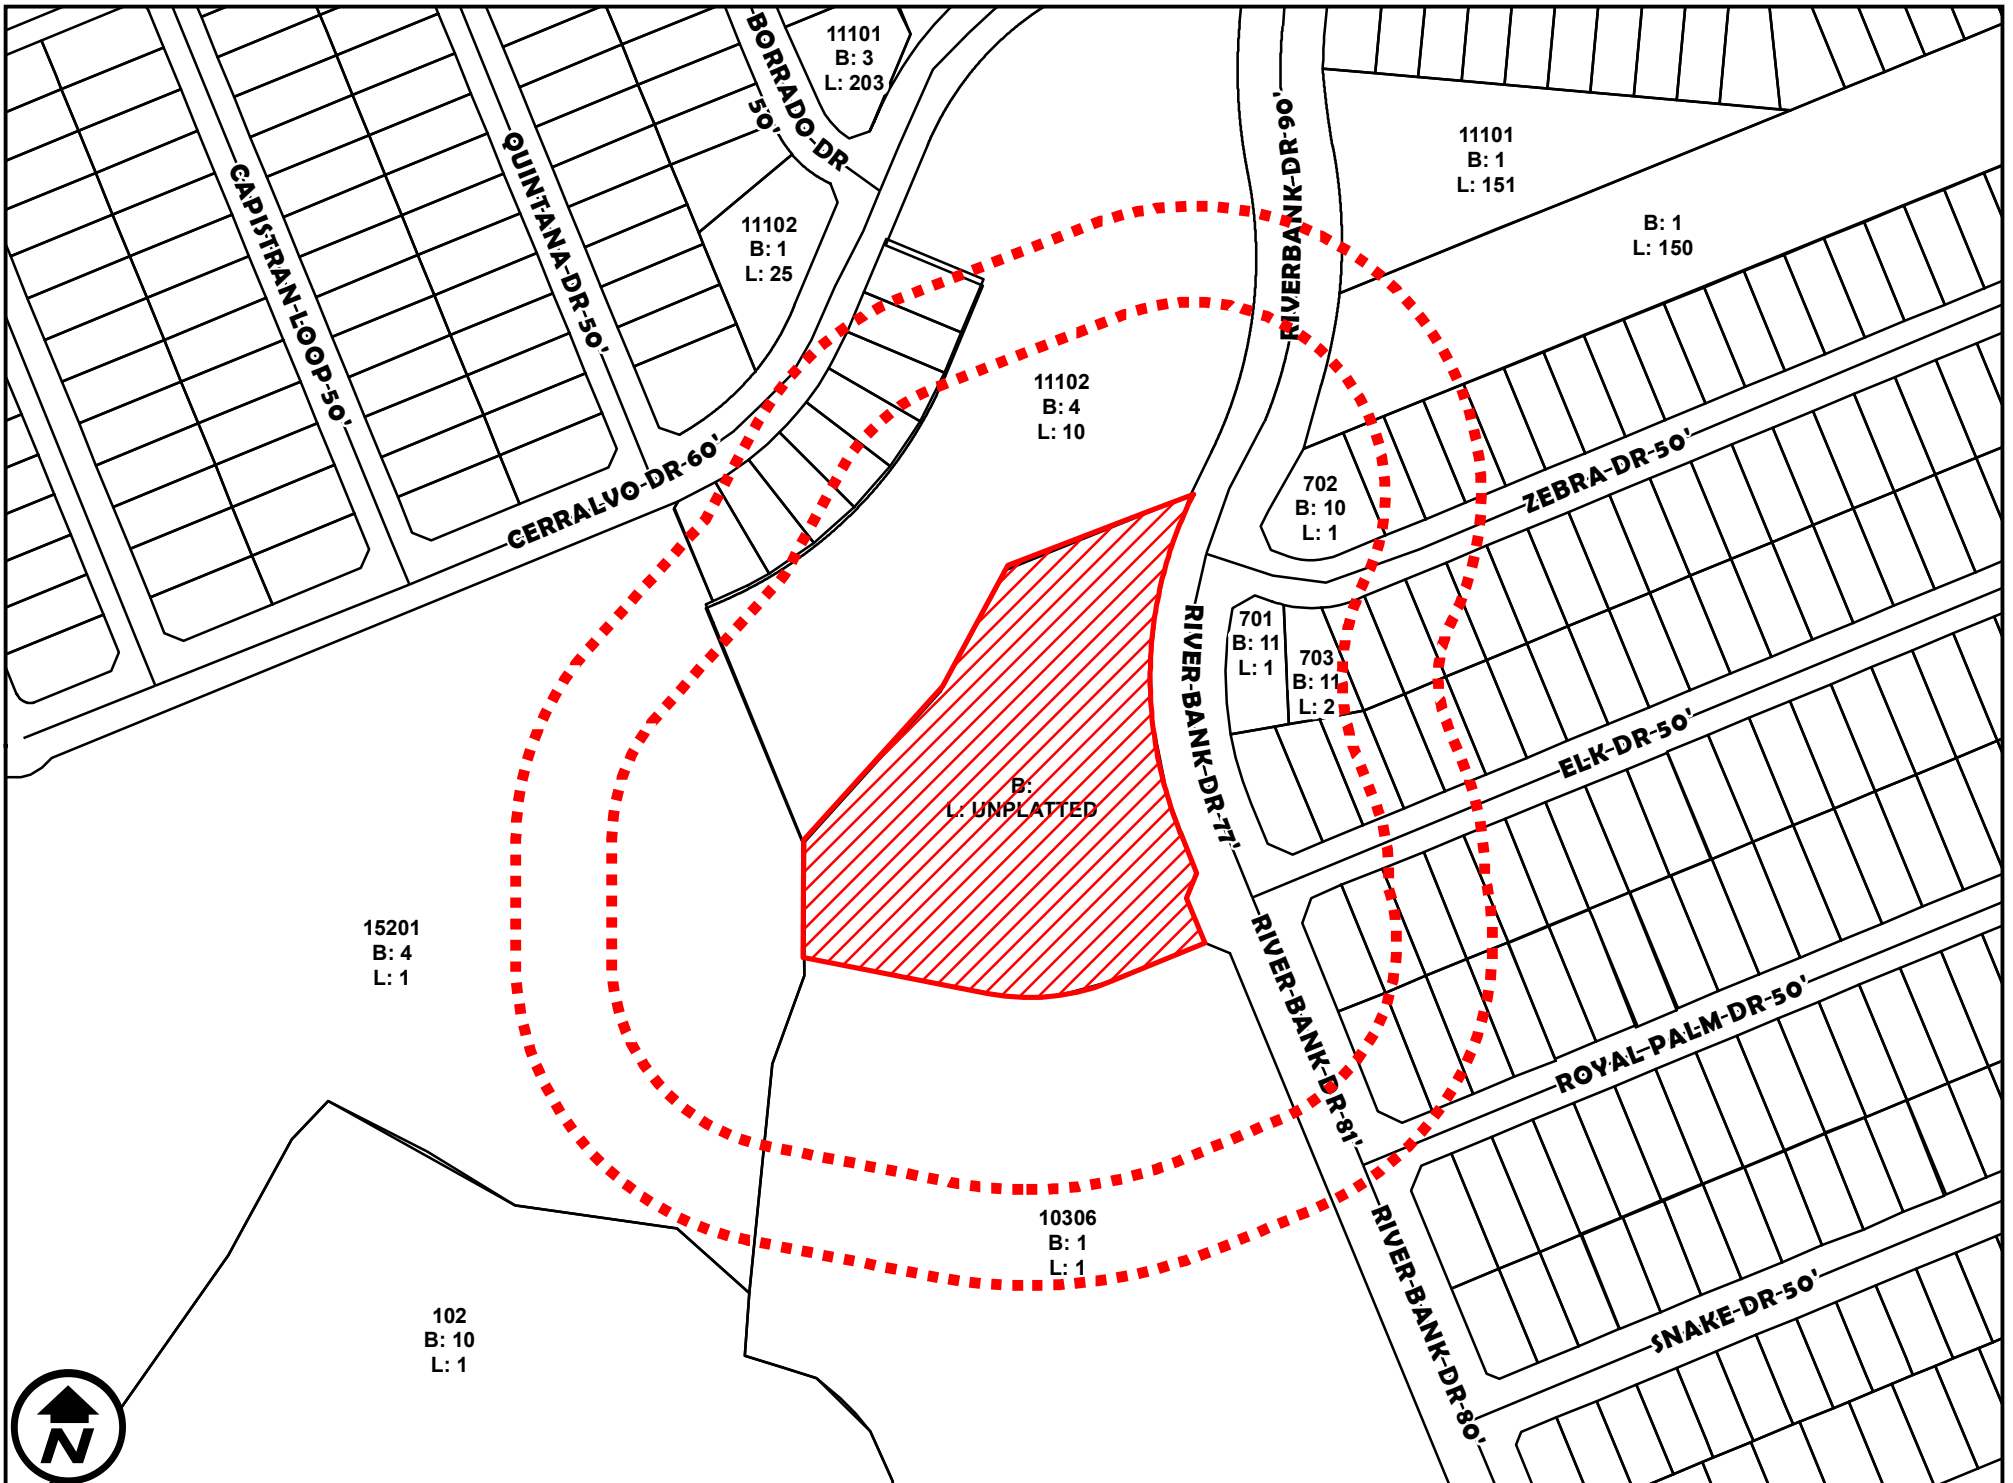 BORRADO-DR
50'
11101
B: 3
L: 203
RIVERBANK-DR-90'
11101
B: 1
L: 151
CAPISTRAN-LOOP-50'
QUINTANA-DR-50'
11102
B: 1
L: 25
B: 1
L: 150
11102
B: 4
L: 10
CERRALVO-DR-60'
702
B: 10
L: 1
ZEBRA-DR-50'
701
B: 11
L: 1
703
B: 11
L: 2
RIVER-BANK-DR-77'
ELK-DR-50'
B:
L: UNPLATTED
15201
B: 4
L: 1
RIVER-BANK-DR-81'
ROYAL-PALM-DR-50'
10306
B: 1
L: 1
RIVER-BANK-DR-80'
SNAKE-DR-50'
102
B: 10
L: 1
N